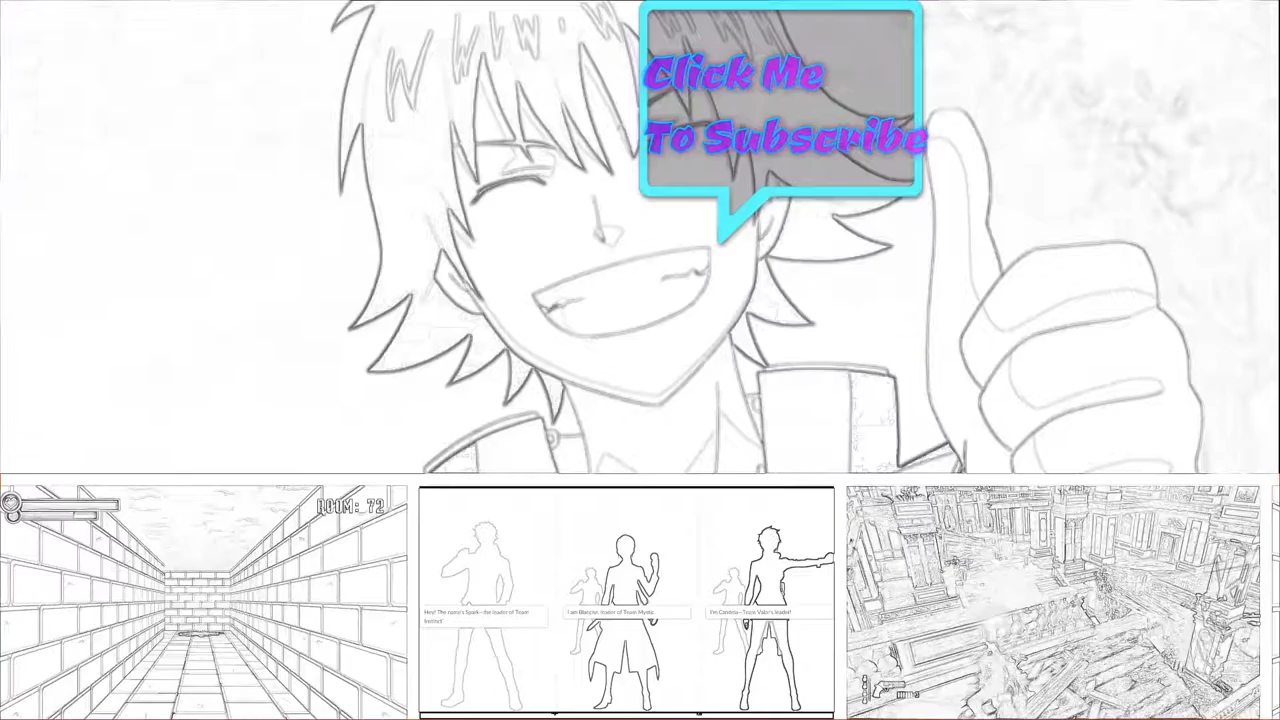 Click Me
To Subscribe
ROOM: 72
Hey! The name's Spark—the leader of Team
Instinct
I am Blanche, leader of Team Mystic
I'm Candela—Team Valor's leader!